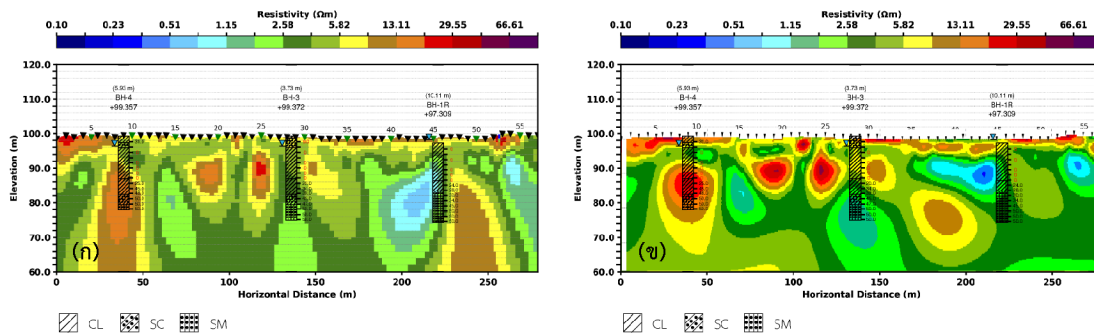 Resistivity (Ωm)
0.10 0.23 0.51 1.15 2.58 5.82 13.11 29.55 66.61
120.0
110.0
100.0
90.0
80.0
70.0
60.0
Elevation (m)
(5.93 m)
BH-4
+99.357
(3.73 m)
BH-3
+99.372
(10.11 m)
BH-1R
+97.309
5 10 15 20 25 30 35 40 45 50 55
(ก)
0 50 100 150 200 250
Horizontal Distance (m)
CL SC SM
Resistivity (Ωm)
0.10 0.23 0.51 1.15 2.58 5.82 13.11 29.55 66.61
120.0
110.0
100.0
90.0
80.0
70.0
60.0
Elevation (m)
(5.93 m)
BH-4
+99.357
(3.73 m)
BH-3
+99.372
(10.11 m)
BH-1R
+97.309
5 10 15 20 25 30 35 40 45 50 55
(ข)
0 50 100 150 200 250
Horizontal Distance (m)
CL SC SM